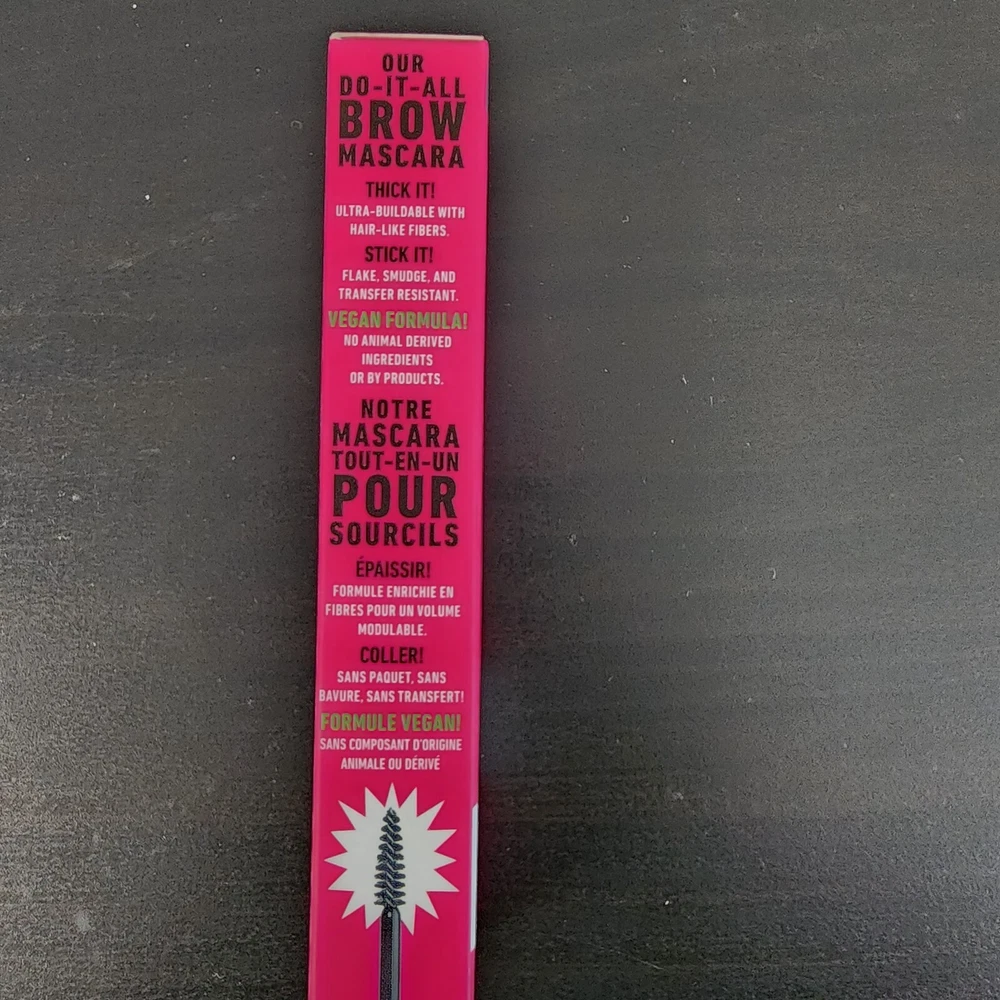 OUR
DO-IT-ALL
BROW
MASCARA
THICK IT!
ULTRA-BUILDABLE WITH
HAIR-LIKE FIBERS.
STICK IT!
FLAKE, SMUDGE, AND
TRANSFER RESISTANT.
VEGAN FORMULA!
NO ANIMAL DERIVED
INGREDIENTS
OR BY PRODUCTS.
NOTRE
MASCARA
TOUT-EN-UN
POUR
SOURCILS
ÉPAISSIR!
FORMULE ENRICHIE EN
FIBRES POUR UN VOLUME
MODULABLE.
COLLER!
SANS PAQUET, SANS
BAVURE, SANS TRANSFERT!
FORMULE VEGAN!
SANS COMPOSANT D'ORIGINE
ANIMALE OU DÉRIVÉ